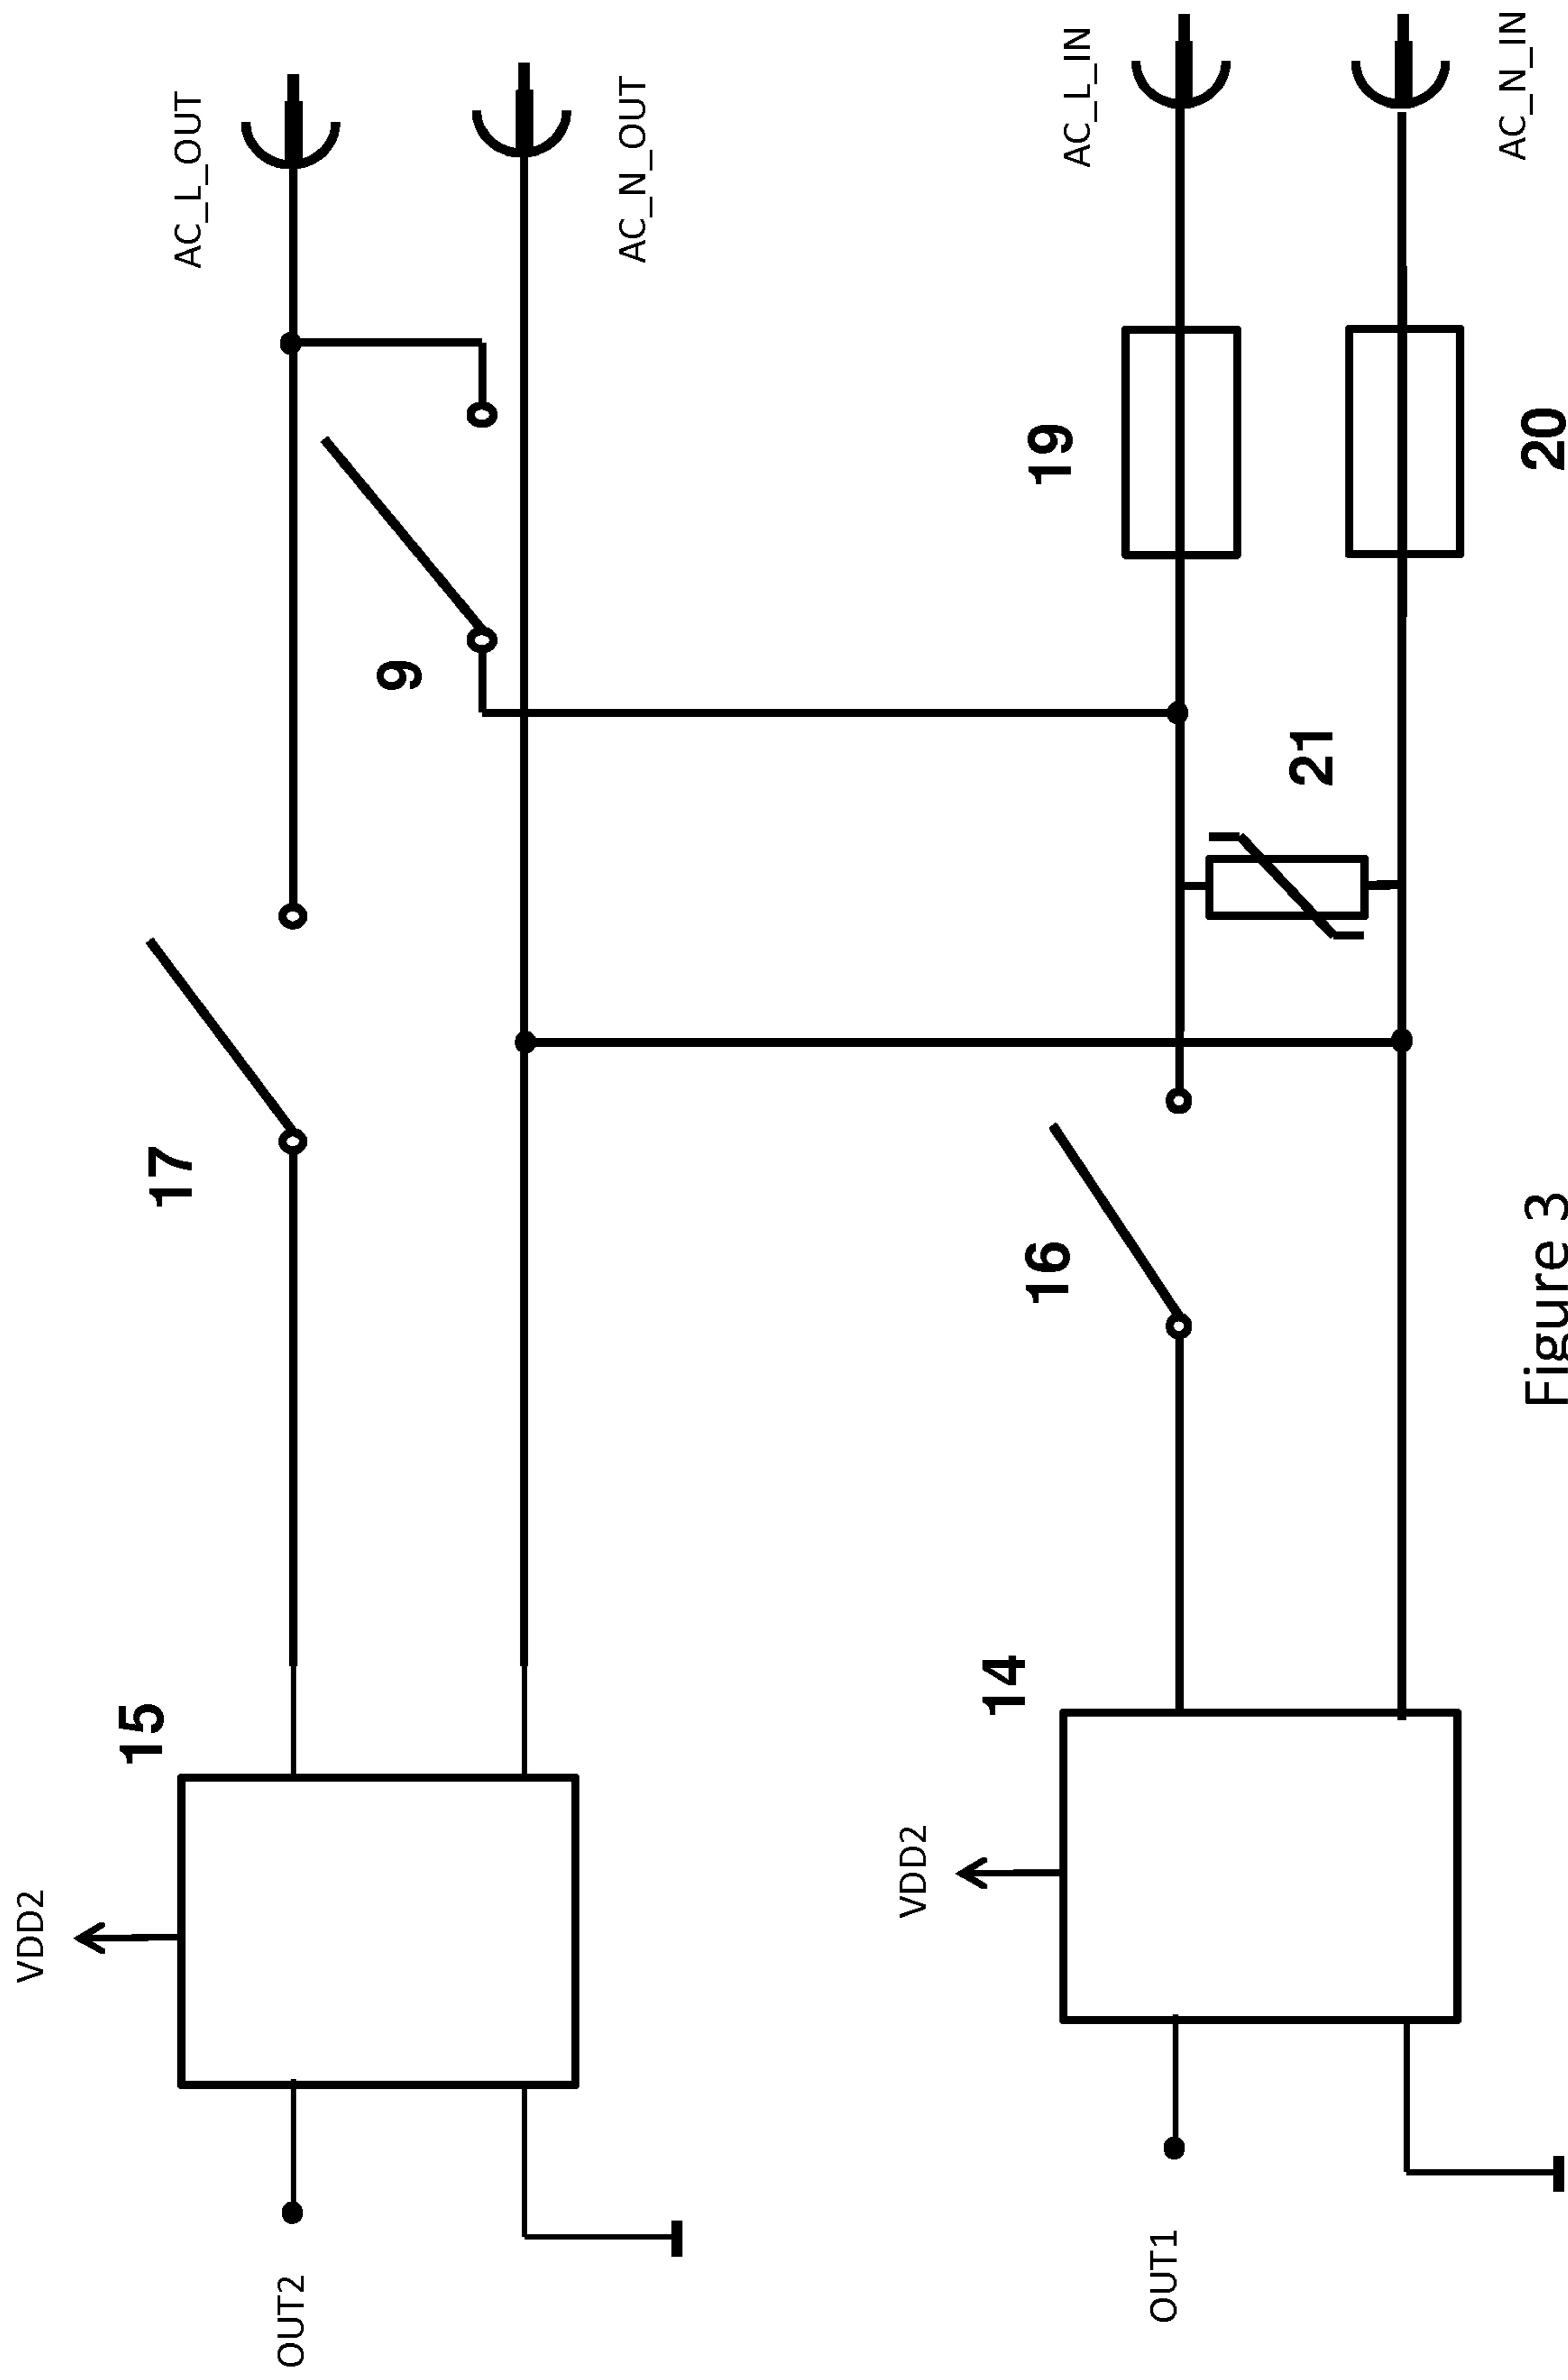 OUT2
VDD2
15
17
9
AC_L_OUT
AC_N_OUT
OUT1
VDD2
14
16
21
19
20
AC_L_IN
AC_N_IN
Figure 3